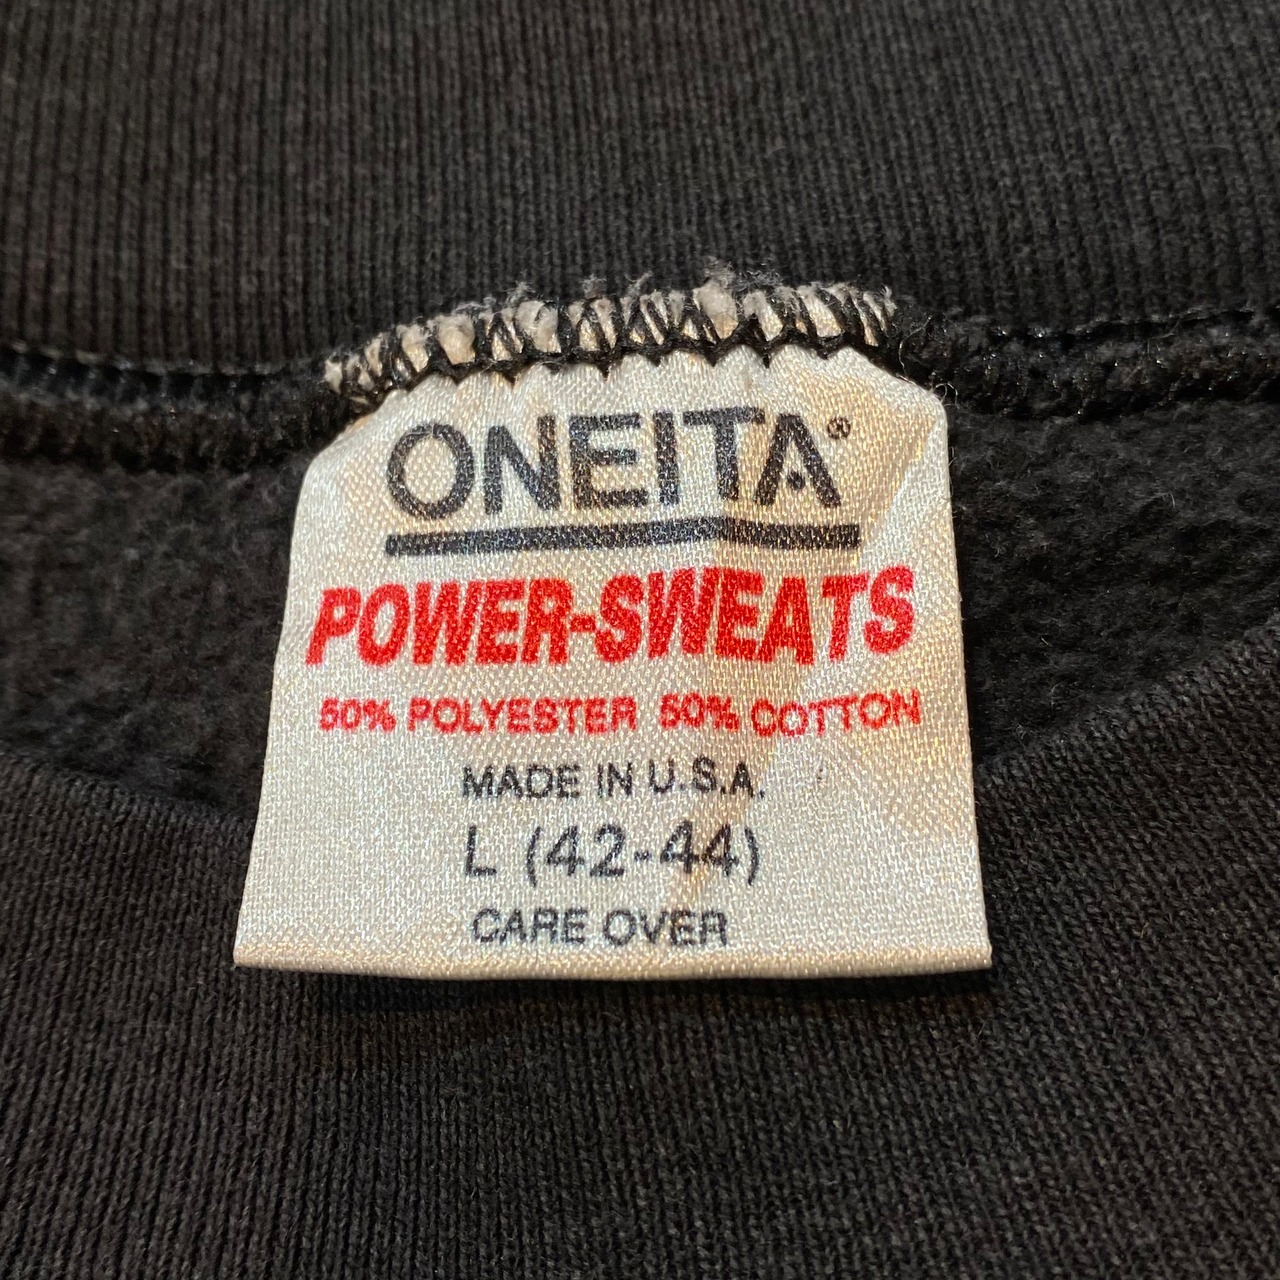 ONEITA®
POWER-SWEATS
50% POLYESTER 50% COTTON
MADE IN U.S.A.
L (42-44)
CARE OVER